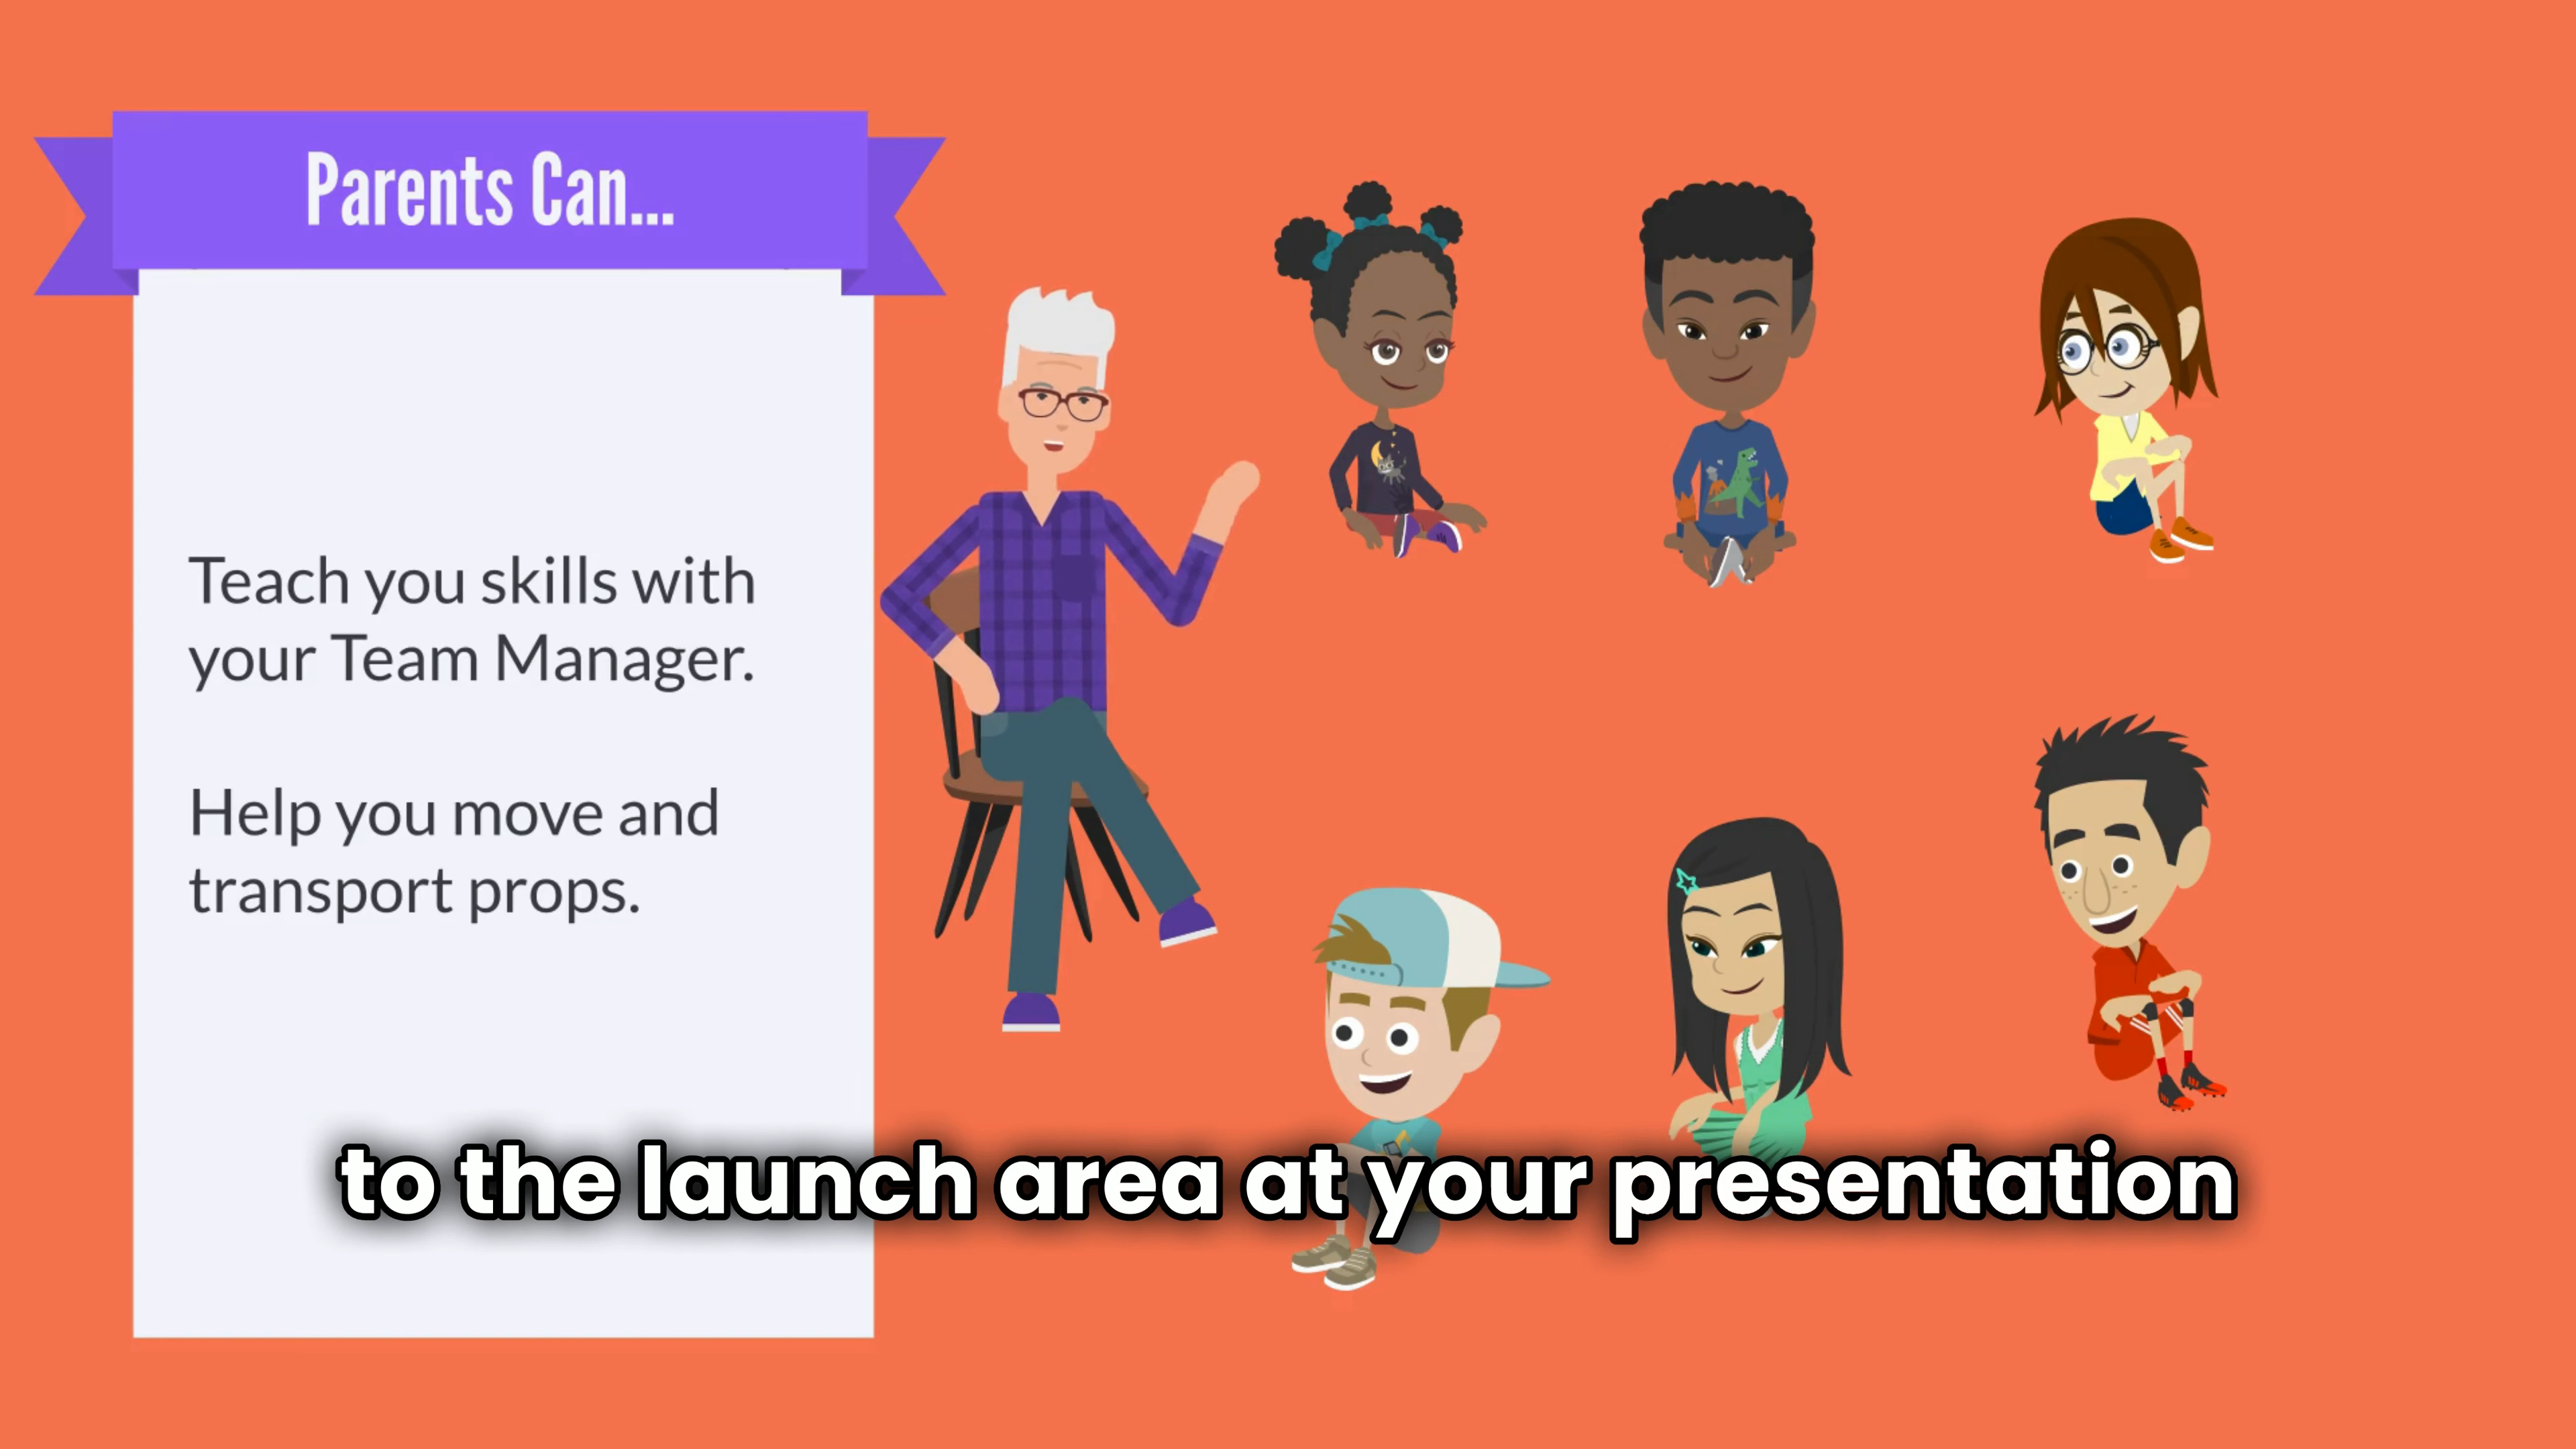 Parents Can...
Teach you skills with
your Team Manager.
Help you move and
transport props.
to the launch area at your presentation